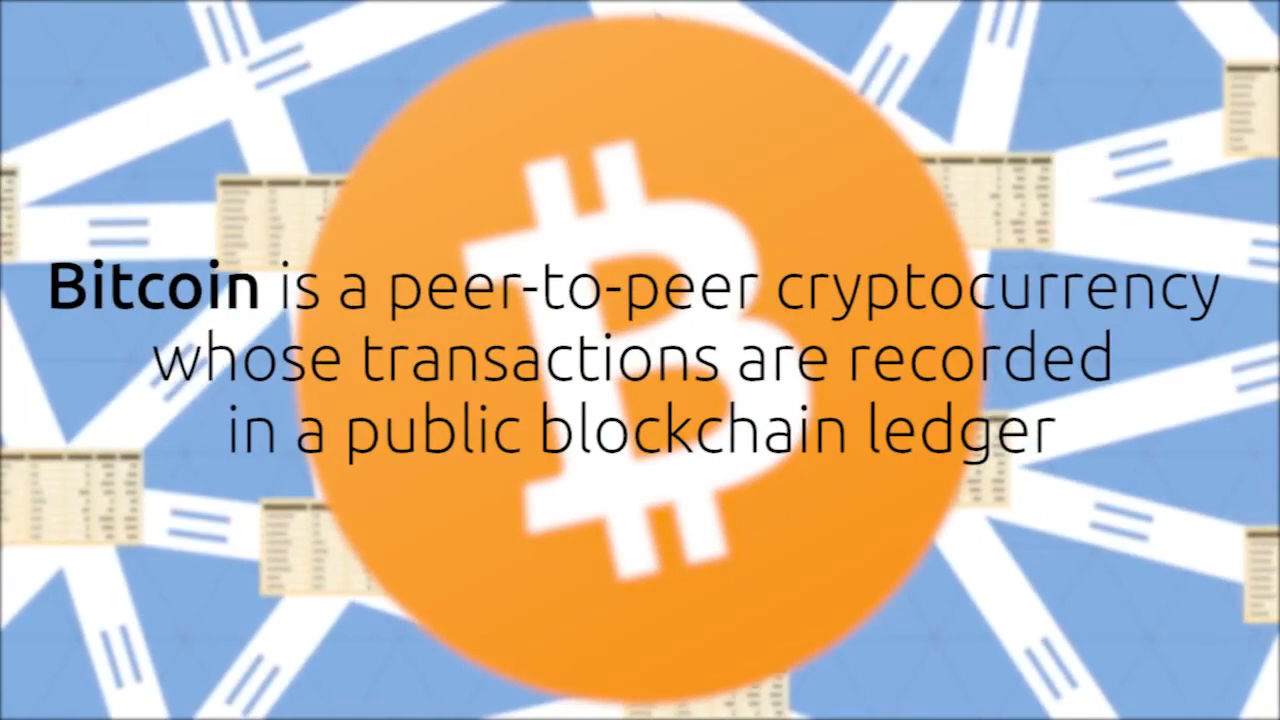 Bitcoin is a peer-to-peer cryptocurrency
whose transactions are recorded
in a public blockchain ledger